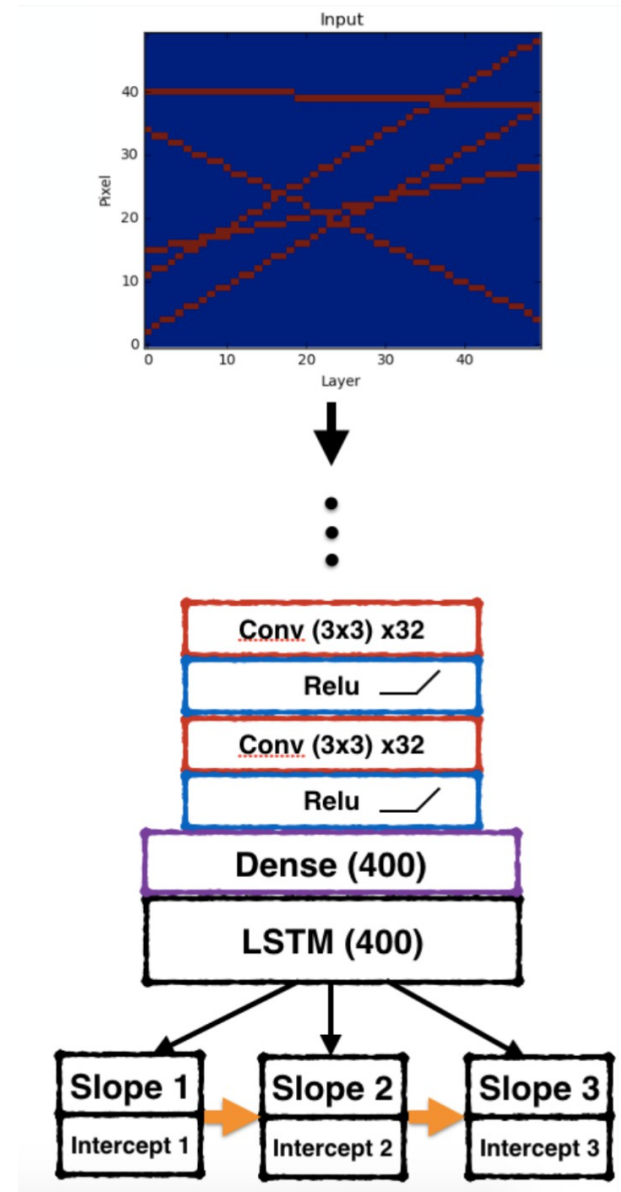 Input
40
30
20
10
0
Pixel
0 10 20 30 40
Layer
Conv (3x3) x32
Relu
Conv (3x3) x32
Relu
Dense (400)
LSTM (400)
Slope 1 Slope 2 Slope 3
Intercept 1 Intercept 2 Intercept 3